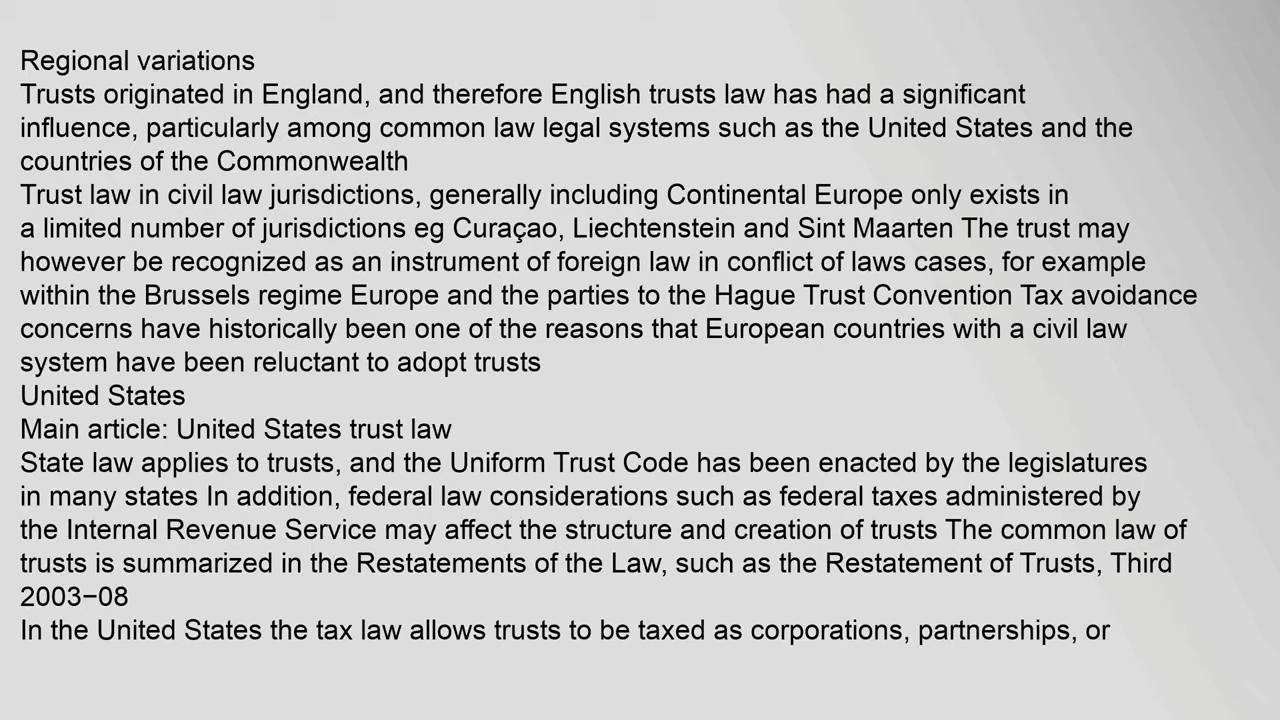 Regional variations
Trusts originated in England, and therefore English trusts law has had a significant
influence, particularly among common law legal systems such as the United States and the
countries of the Commonwealth
Trust law in civil law jurisdictions, generally including Continental Europe only exists in
a limited number of jurisdictions eg Curaçao, Liechtenstein and Sint Maarten The trust may
however be recognized as an instrument of foreign law in conflict of laws cases, for example
within the Brussels regime Europe and the parties to the Hague Trust Convention Tax avoidance
concerns have historically been one of the reasons that European countries with a civil law
system have been reluctant to adopt trusts
United States
Main article: United States trust law
State law applies to trusts, and the Uniform Trust Code has been enacted by the legislatures
in many states In addition, federal law considerations such as federal taxes administered by
the Internal Revenue Service may affect the structure and creation of trusts The common law of
trusts is summarized in the Restatements of the Law, such as the Restatement of Trusts, Third
2003−08
In the United States the tax law allows trusts to be taxed as corporations, partnerships, or